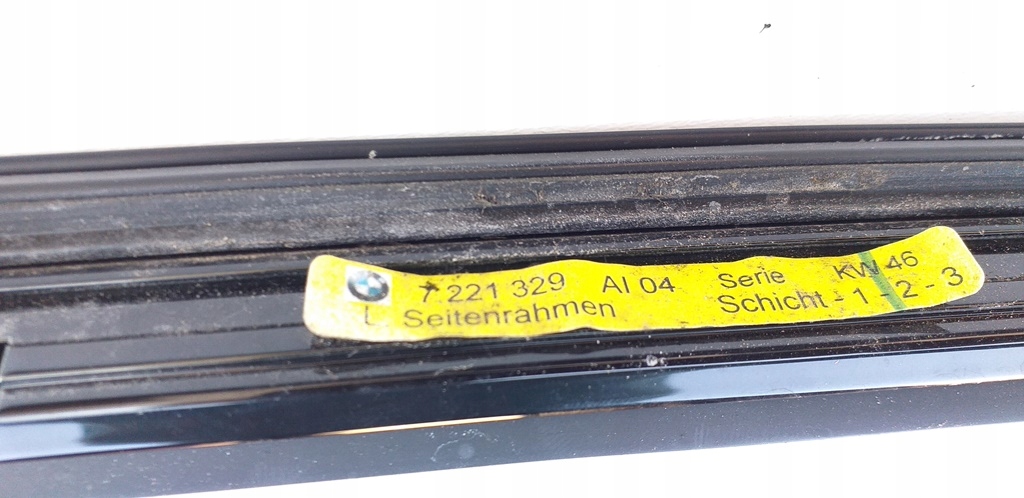 7.221 329 AI 04 Serie KW 46
L Seitenrahmen Schicht - 1 - 2 - 3